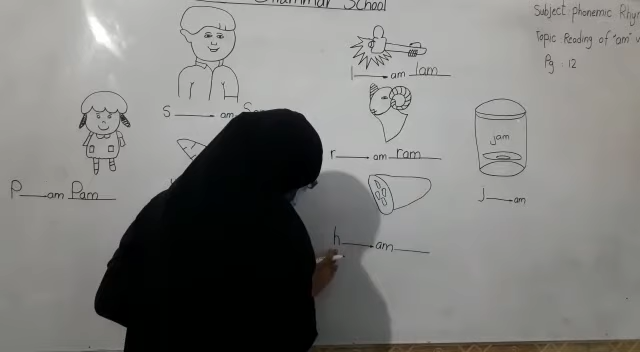 Grammar School
Subject phonemic Rhy
Topic Reading of "am"
Pg: 12
s am
l am lam
r am ram
jam
J am
P am Pam
h am